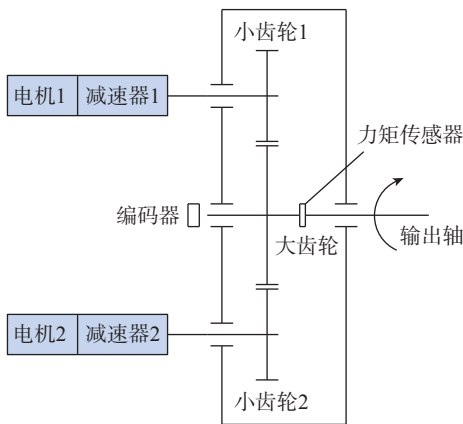 小齿轮1
电机1
减速器1
力矩传感器
编码器
大齿轮
输出轴
电机2
减速器2
小齿轮2